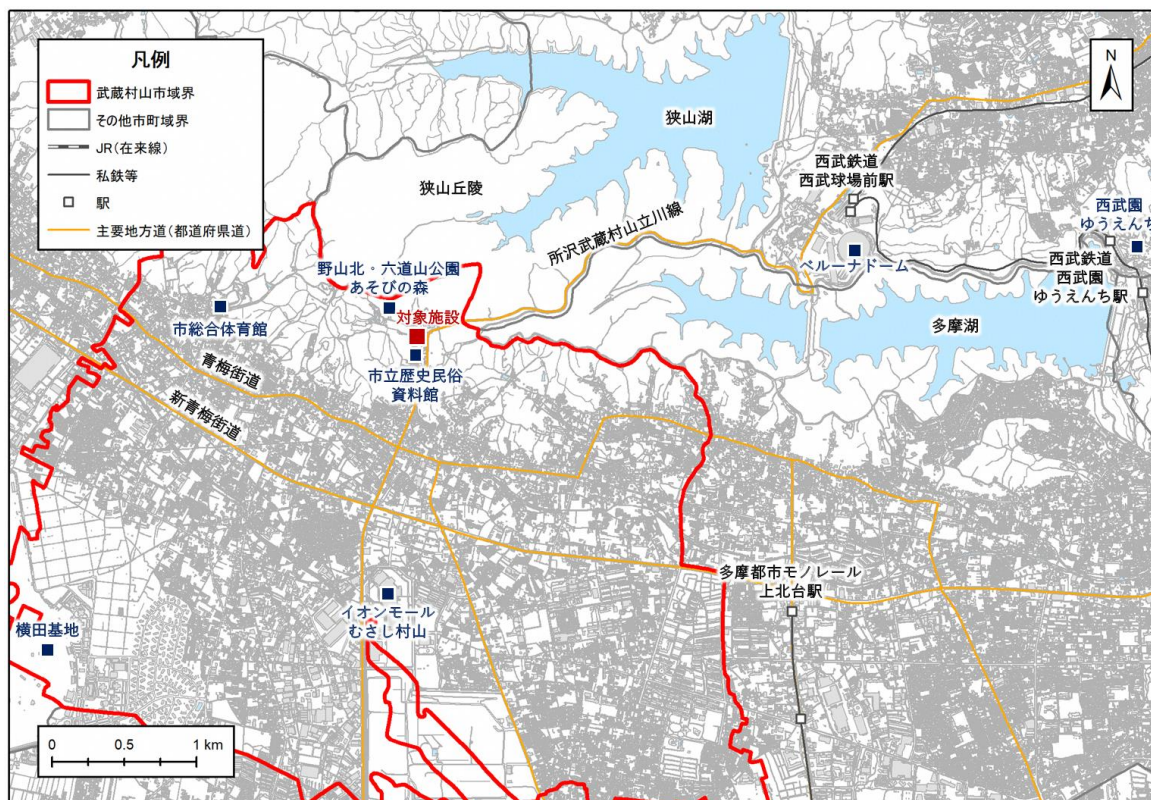 凡例
武蔵村山市域界
その他市町域界
JR(在来線)
私鉄等
駅
主要地方道(都道府県道)
N
狭山湖
狭山丘陵
西武鉄道
西武球場前駅
西武園
ゆうえんち
所沢武蔵村山立川線
ベルーナドーム
西武鉄道
西武園
ゆうえんち駅
野山北・六道山公園
あそびの森
市総合体育館
対象施設
多摩湖
市立歴史民俗
資料館
青梅街道
新青梅街道
多摩都市モノレール
上北台駅
イオンモール
むさし村山
横田基地
0 0.5 1 km